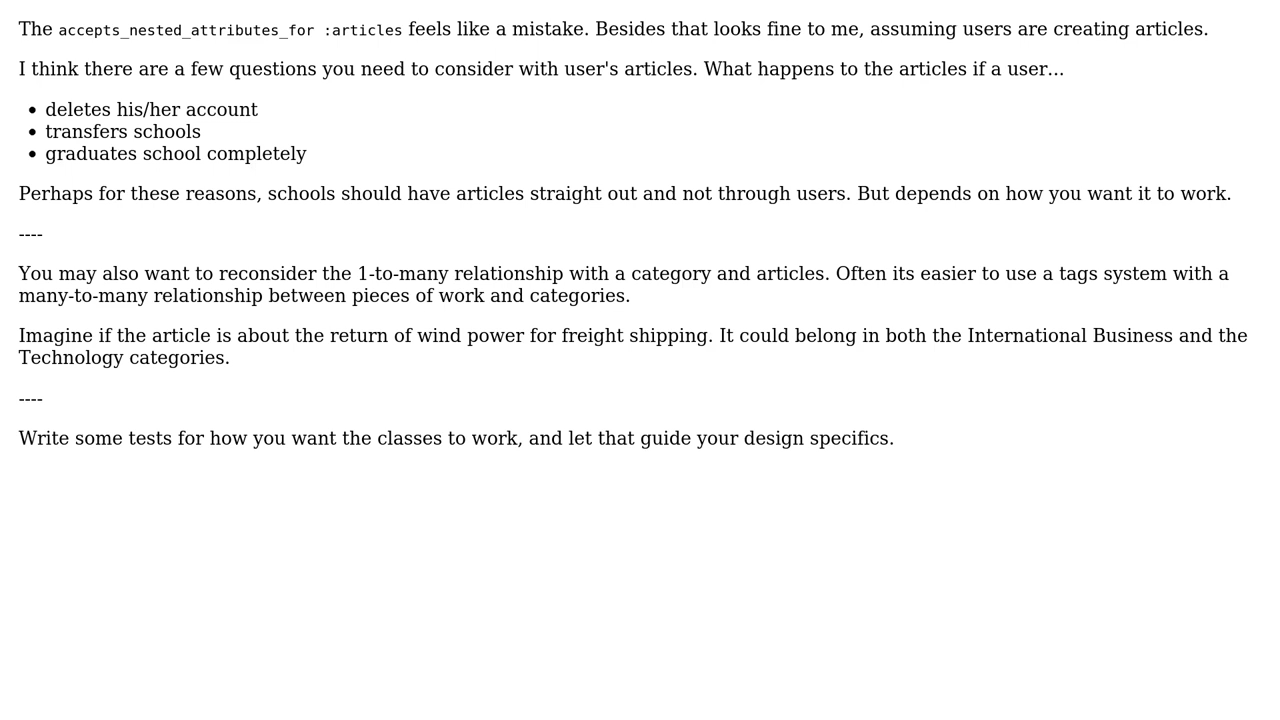 The accepts_nested_attributes_for :articles feels like a mistake. Besides that looks fine to me, assuming users are creating articles.
I think there are a few questions you need to consider with user's articles. What happens to the articles if a user...
• deletes his/her account
• transfers schools
• graduates school completely
Perhaps for these reasons, schools should have articles straight out and not through users. But depends on how you want it to work.
----
You may also want to reconsider the 1-to-many relationship with a category and articles. Often its easier to use a tags system with a
many-to-many relationship between pieces of work and categories.
Imagine if the article is about the return of wind power for freight shipping. It could belong in both the International Business and the
Technology categories.
----
Write some tests for how you want the classes to work, and let that guide your design specifics.